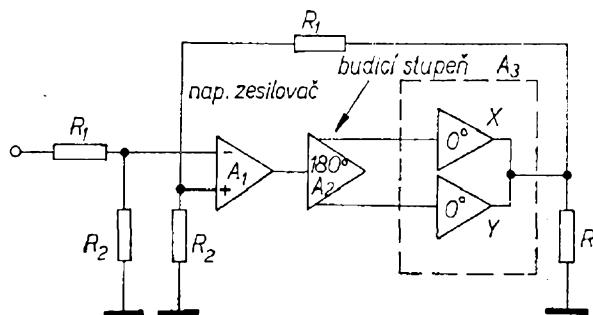 R₁
budicí stupeň A₃
nap. zesilovač
X
R₁
0°
-
A₁
180°
+
A₂
0°
R₂
R₂
Y
R